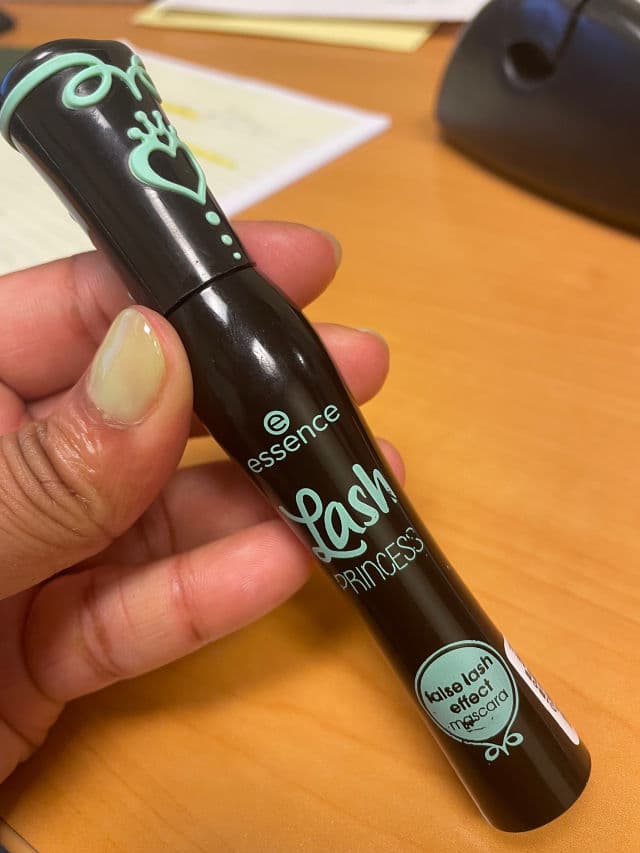 e
essence
Lash
PRINCESS
false lash
effect
mascara